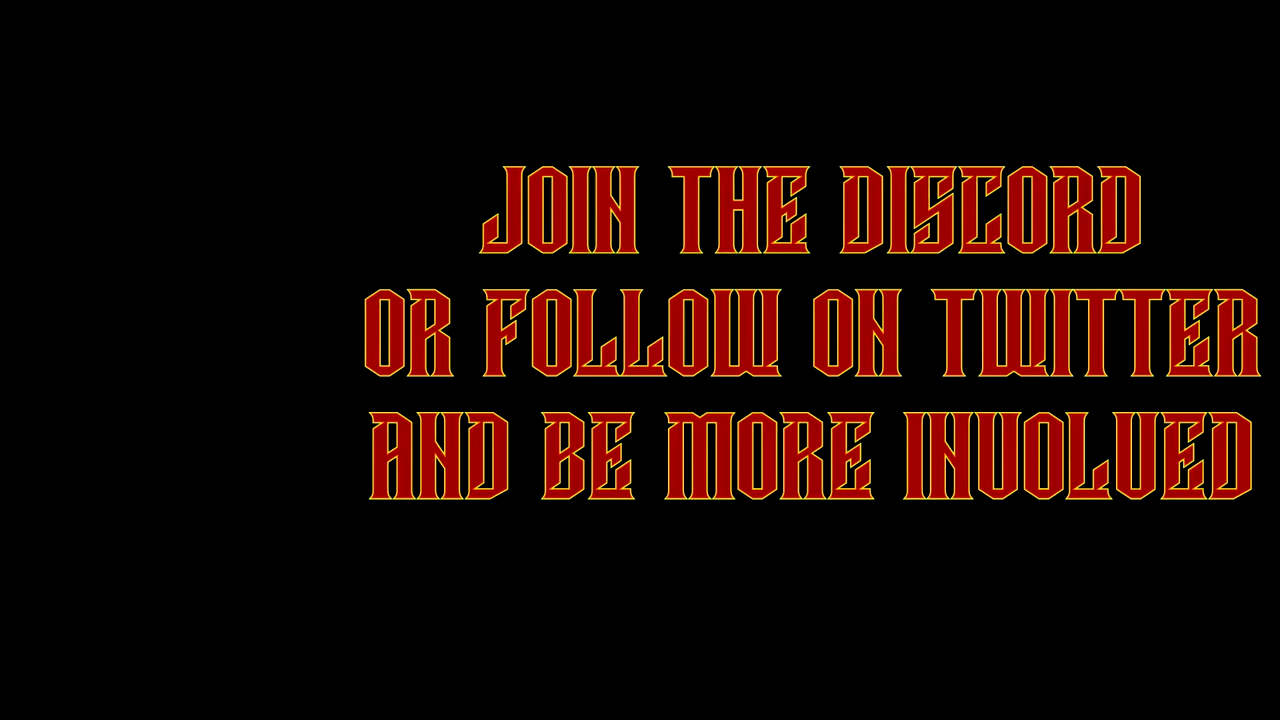 JOIN THE DISCORD
OR FOLLOW ON TWITTER
AND BE MORE INVOLVED